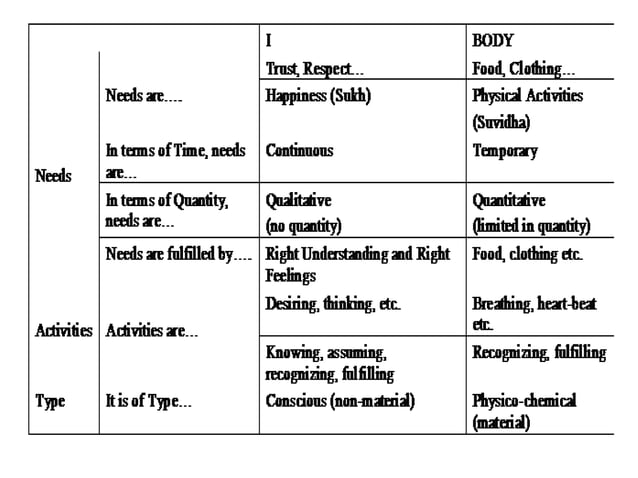 I BODY
Trust, Respect... Food, Clothing...
Needs are.... Happiness (Sukh) Physical Activities
(Suvidha)
In terms of Time, needs Continuous Temporary
are...
Needs
In terms of Quantity, Qualitative Quantitative
needs are... (no quantity) (limited in quantity)
Needs are fulfilled by.... Right Understanding and Right Food, clothing etc.
Feelings
Desiring, thinking, etc. Breathing, heart-beat
Activities Activities are... etc.
Knowing, assuming, Recognizing, fulfilling
recognizing, fulfilling
Type It is of Type... Conscious (non-material) Physico-chemical
(material)